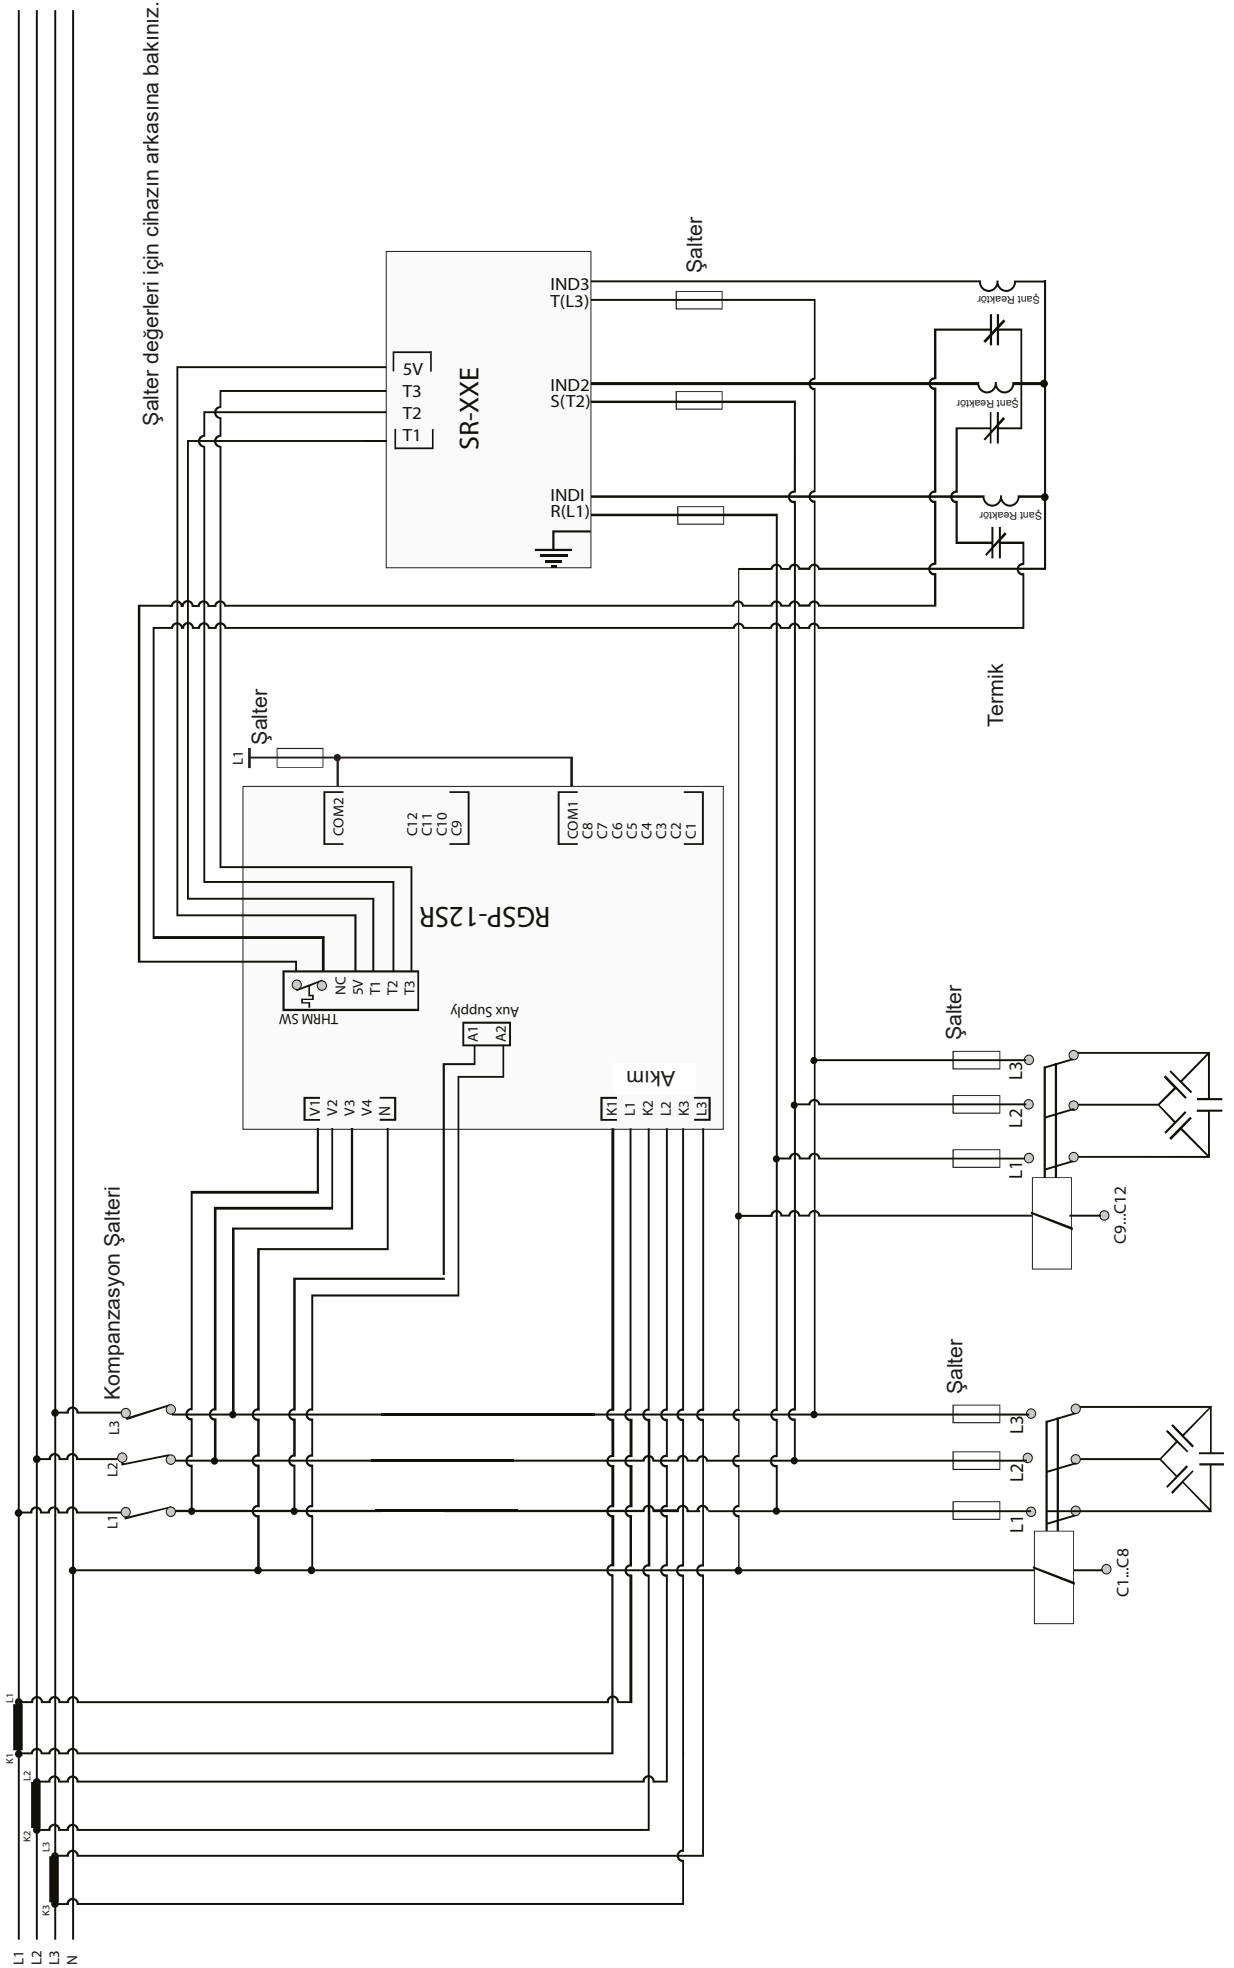 Şalter değerleri için cihazın arkasına bakınız.
L1
L2
L3
N
K1
L1
K2
L2
K3
L3
Kompanzasyon Şalteri
L1
L2
L3
RGSP-12SR
THRM SW
NC
5V
T1
T2
T3
Aux Supply
A1
A2
V1
V2
V3
V4
N
Akım
K1
L1
K2
L2
K3
L3
L1
Şalter
COM2
C12
C11
C10
C9
COM1
C8
C7
C6
C5
C4
C3
C2
C1
SR-XXE
5V
T3
T2
T1
IND3
T(L3)
IND2
S(T2)
INDI
R(L1)
Şalter
Şant Reaktör
Şant Reaktör
Şant Reaktör
Termik
Şalter
L1
L2
L3
C9...C12
Şalter
L1
L2
L3
C1...C8